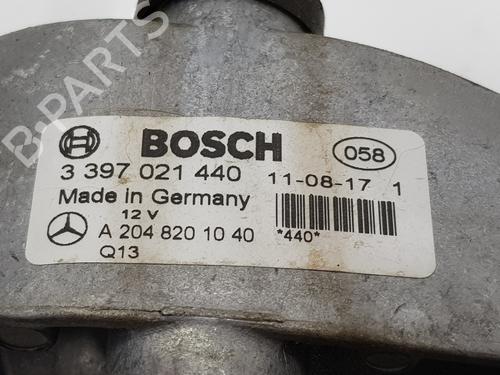 BOSCH
058
3 397 021 440 11-08-17 1
Made in Germany
12 V
A 204 820 10 40 *440*
Q13
B-PARTS